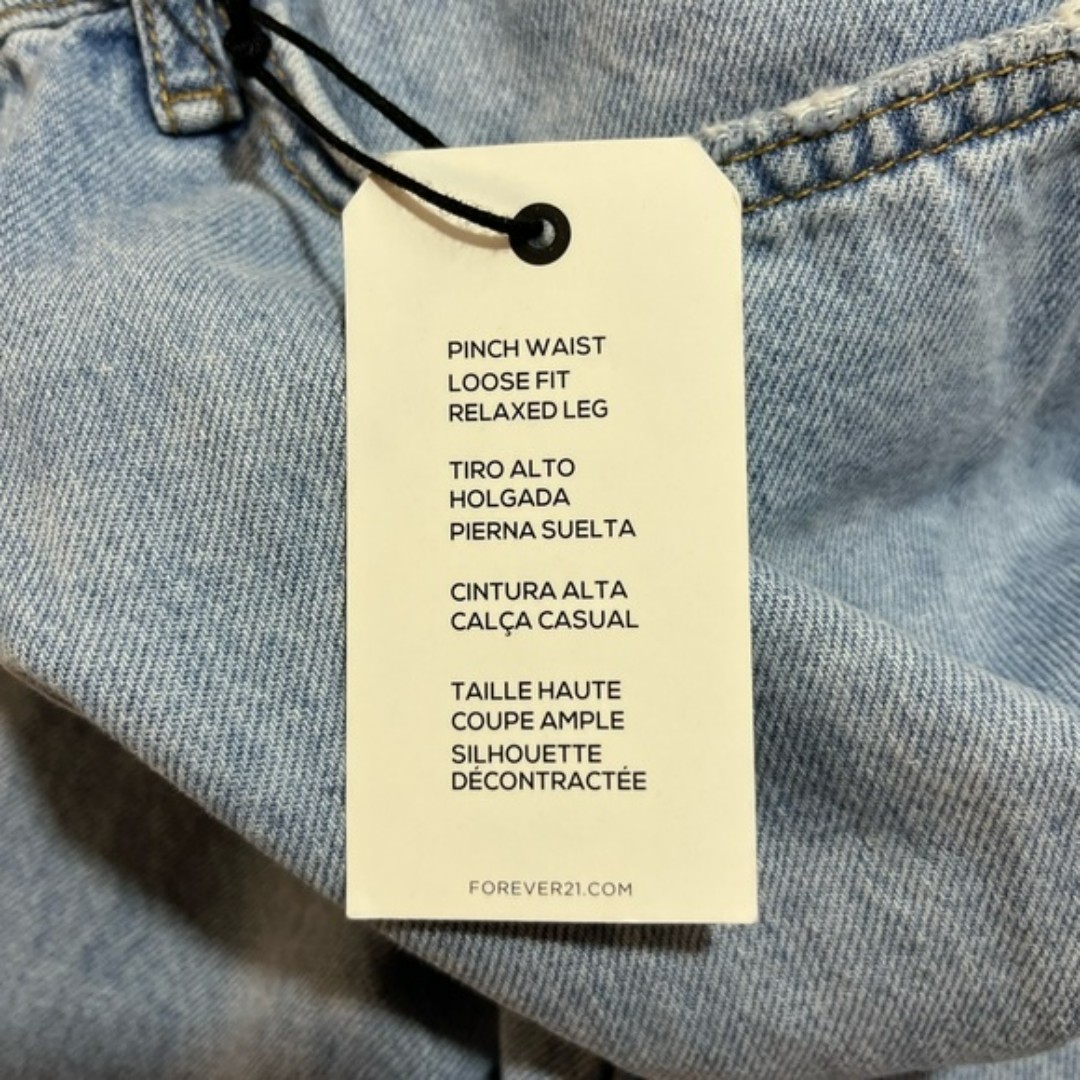 PINCH WAIST
LOOSE FIT
RELAXED LEG
TIRO ALTO
HOLGADA
PIERNA SUELTA
CINTURA ALTA
CALÇA CASUAL
TAILLE HAUTE
COUPE AMPLE
SILHOUETTE
DÉCONTRACTÉE
FOREVER21.COM